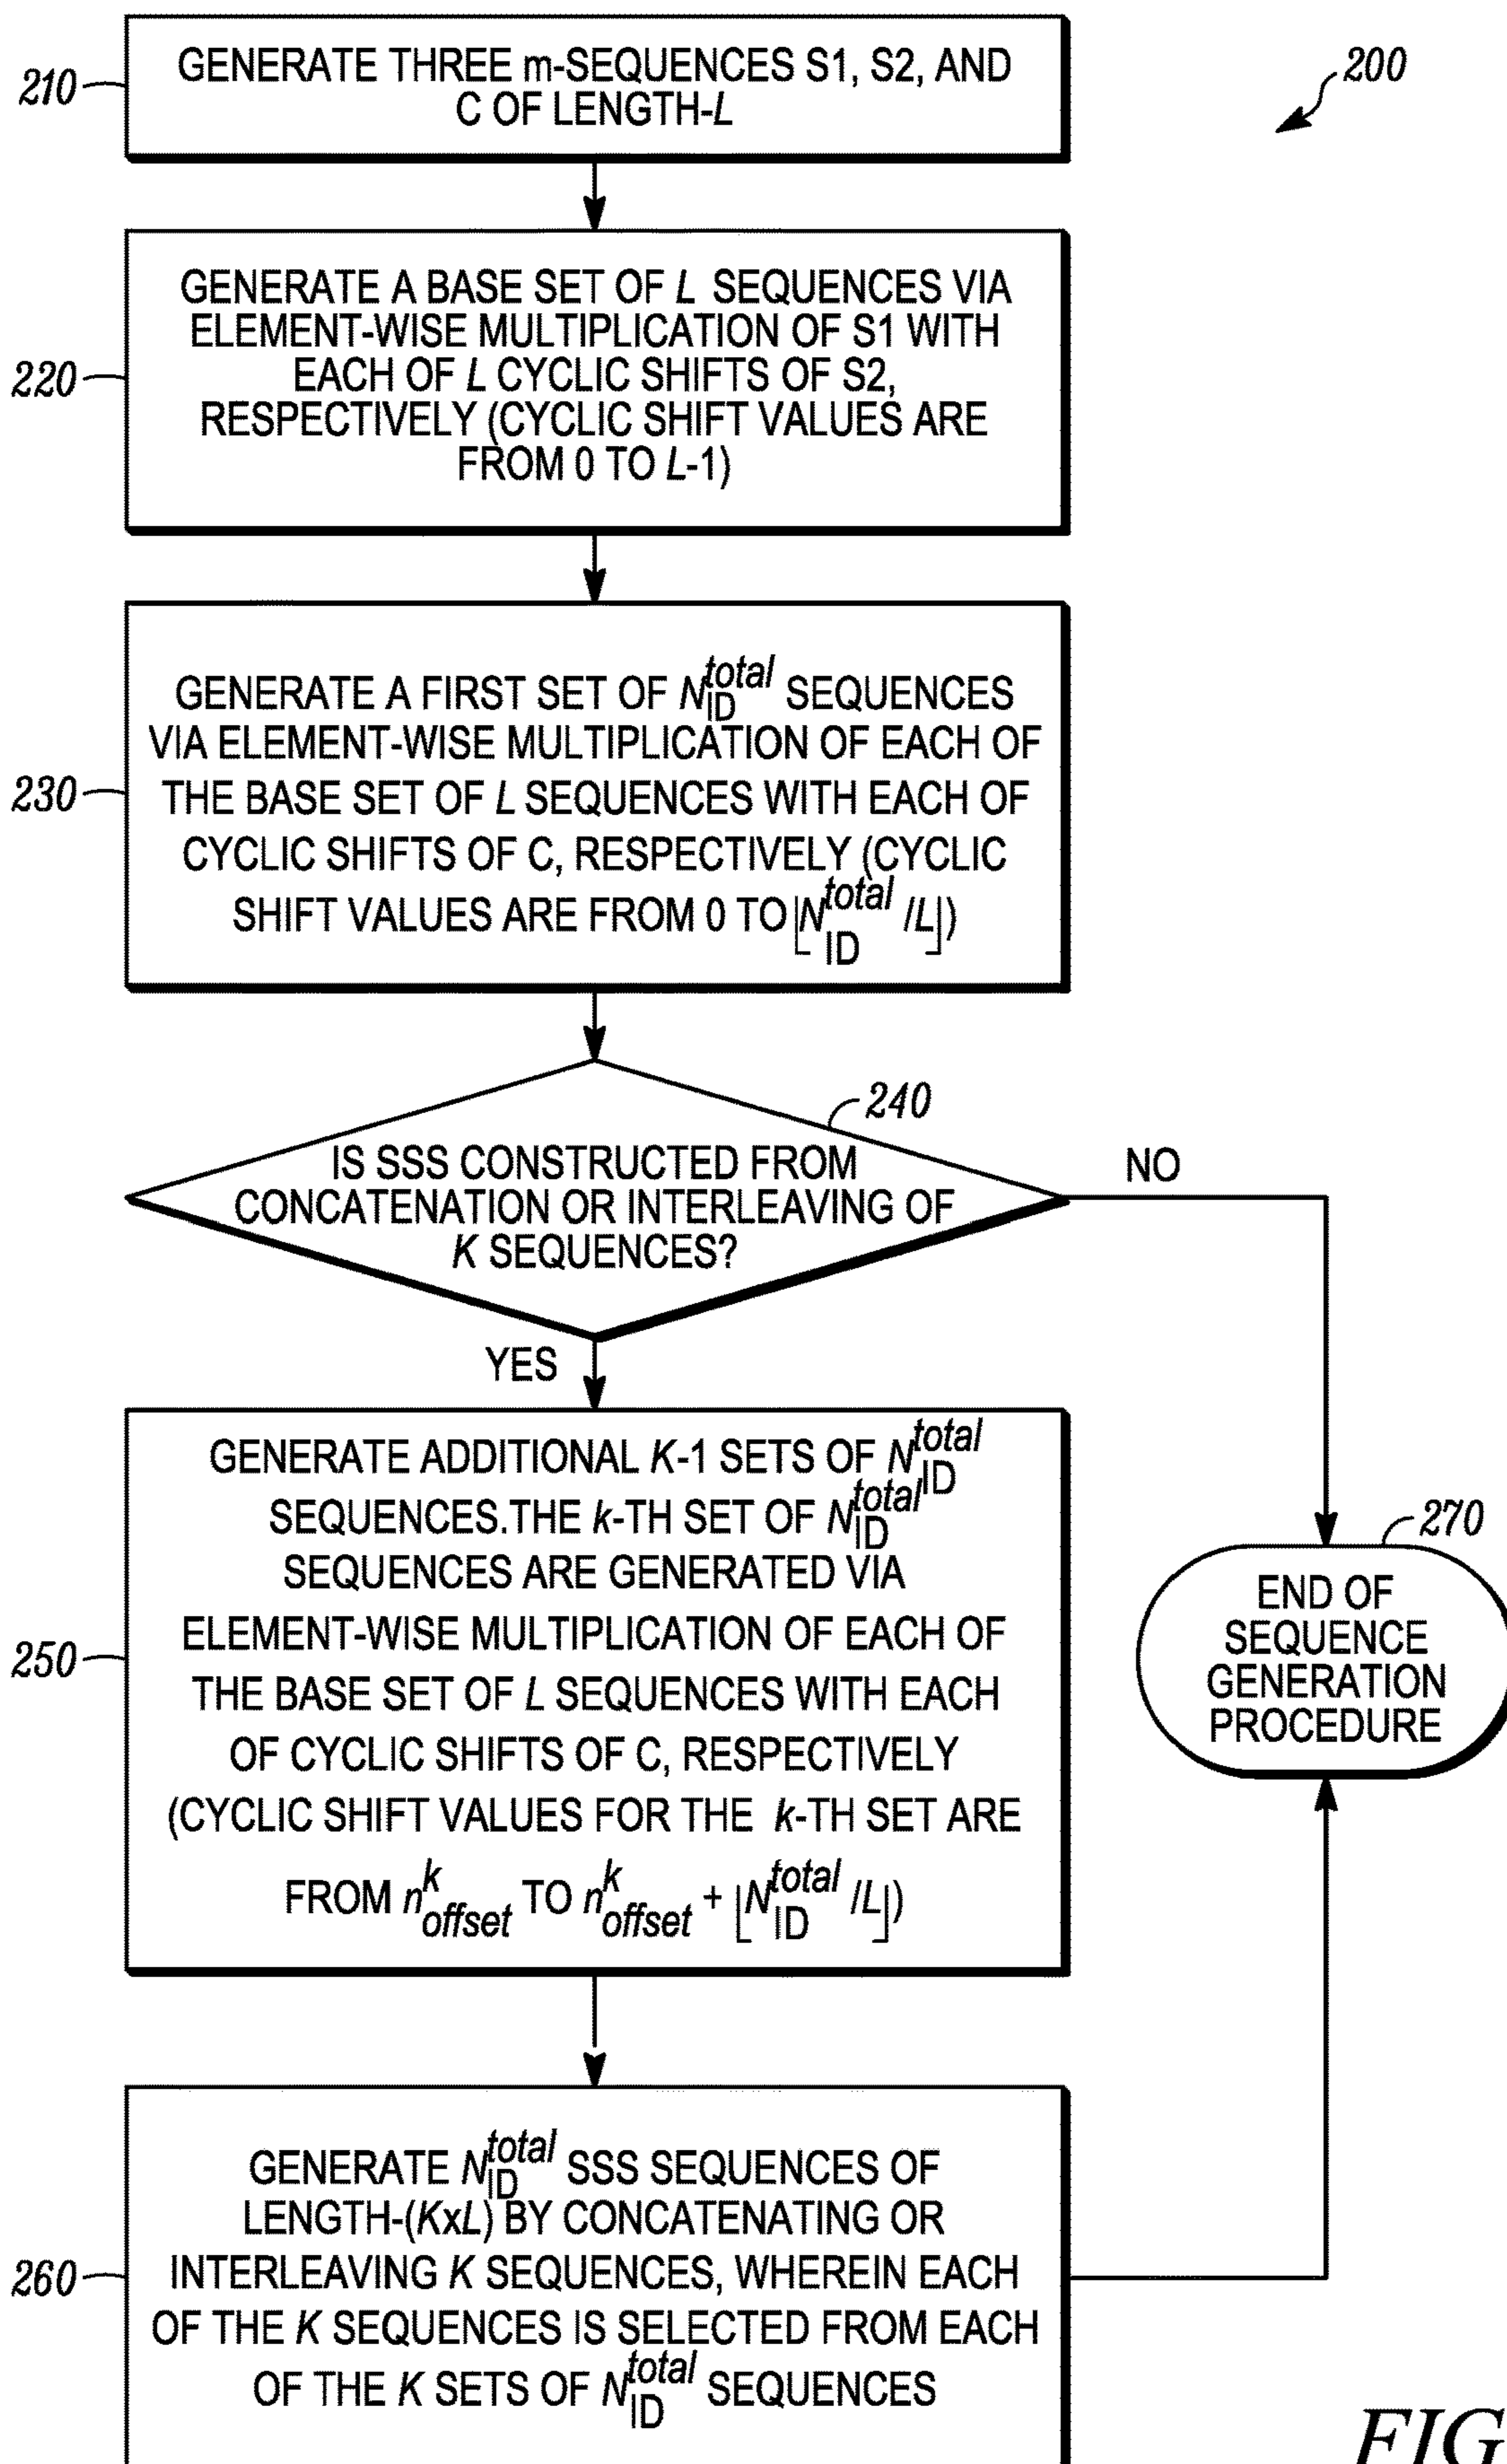 210
GENERATE THREE m-SEQUENCES S1, S2, AND
C OF LENGTH-L
200
220
GENERATE A BASE SET OF L SEQUENCES VIA
ELEMENT-WISE MULTIPLICATION OF S1 WITH
EACH OF L CYCLIC SHIFTS OF S2,
RESPECTIVELY (CYCLIC SHIFT VALUES ARE
FROM 0 TO L-1)
230
GENERATE A FIRST SET OF N_ID^total SEQUENCES
VIA ELEMENT-WISE MULTIPLICATION OF EACH OF
THE BASE SET OF L SEQUENCES WITH EACH OF
CYCLIC SHIFTS OF C, RESPECTIVELY (CYCLIC
SHIFT VALUES ARE FROM 0 TO ⌊N_ID^total /L⌋)
240
IS SSS CONSTRUCTED FROM
CONCATENATION OR INTERLEAVING OF
K SEQUENCES?
NO
YES
250
GENERATE ADDITIONAL K-1 SETS OF N_ID^total
SEQUENCES.THE k-TH SET OF N_ID^total
SEQUENCES ARE GENERATED VIA
ELEMENT-WISE MULTIPLICATION OF EACH OF
THE BASE SET OF L SEQUENCES WITH EACH
OF CYCLIC SHIFTS OF C, RESPECTIVELY
(CYCLIC SHIFT VALUES FOR THE k-TH SET ARE
FROM n_offset^k TO n_offset^k + ⌊N_ID^total /L⌋)
270
END OF
SEQUENCE
GENERATION
PROCEDURE
260
GENERATE N_ID^total SSS SEQUENCES OF
LENGTH-(KxL) BY CONCATENATING OR
INTERLEAVING K SEQUENCES, WHEREIN EACH
OF THE K SEQUENCES IS SELECTED FROM EACH
OF THE K SETS OF N_ID^total SEQUENCES
FIG